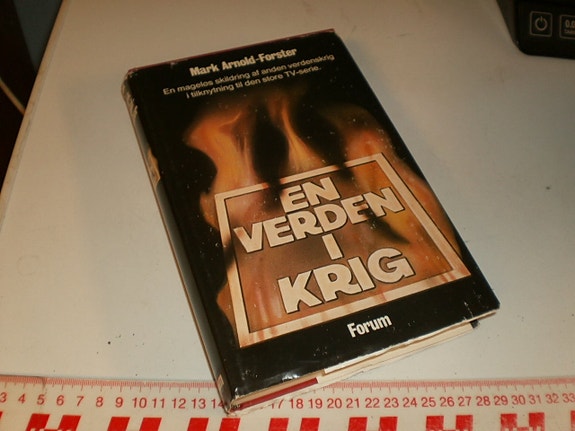 Mark Arnold-Forster
En mageløs skildring af anden verdenskrig
i tilknytning til den store TV-serie.
EN
VERDEN
I
KRIG
Forum
3 4 5 6 7 8 9 10 11 12 13 14 15 16 17 18 19 20 21 22 23 24 25 26 27 28 29 30 31 32 33